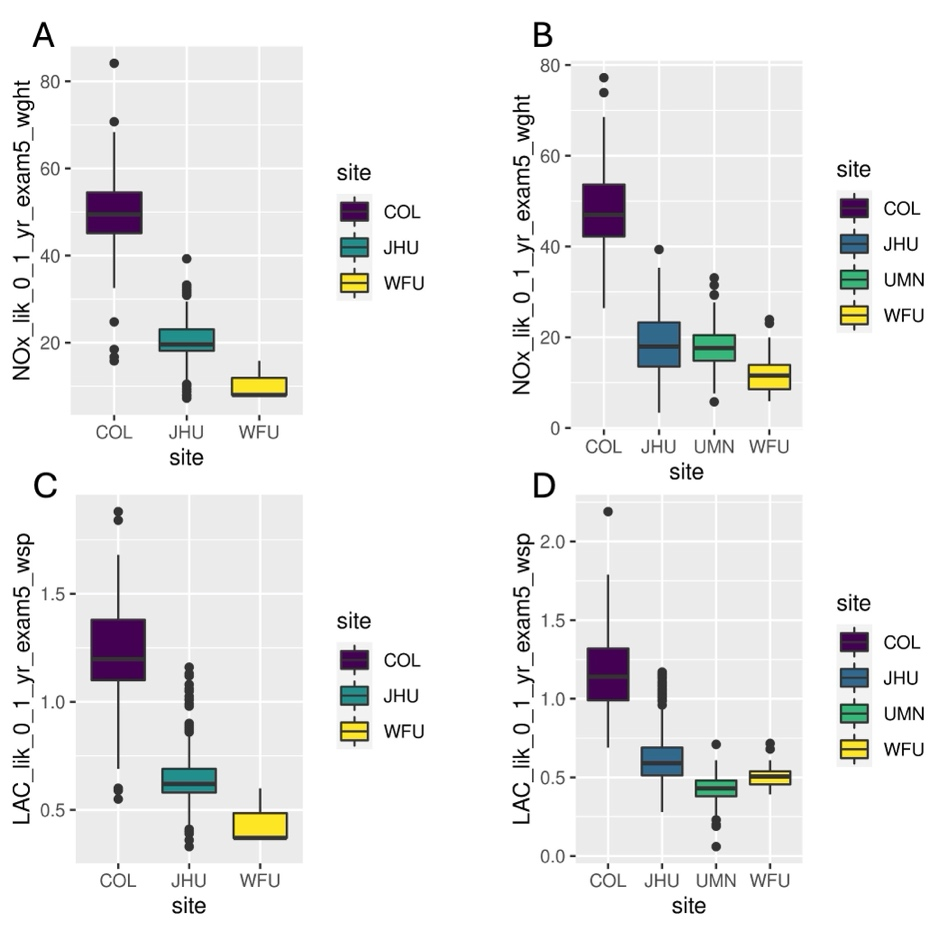 A
NOx_lik_0_1_yr_exam5_wght
80
60
40
20
COL JHU WFU
site
site
COL
JHU
WFU
B
NOx_lik_0_1_yr_exam5_wght
80
60
40
20
0
COL JHU UMN WFU
site
site
COL
JHU
UMN
WFU
C
LAC_lik_0_1_yr_exam5_wsp
1.5
1.0
0.5
COL JHU WFU
site
site
COL
JHU
WFU
D
LAC_lik_0_1_yr_exam5_wsp
2.0
1.5
1.0
0.5
0.0
COL JHU UMN WFU
site
site
COL
JHU
UMN
WFU